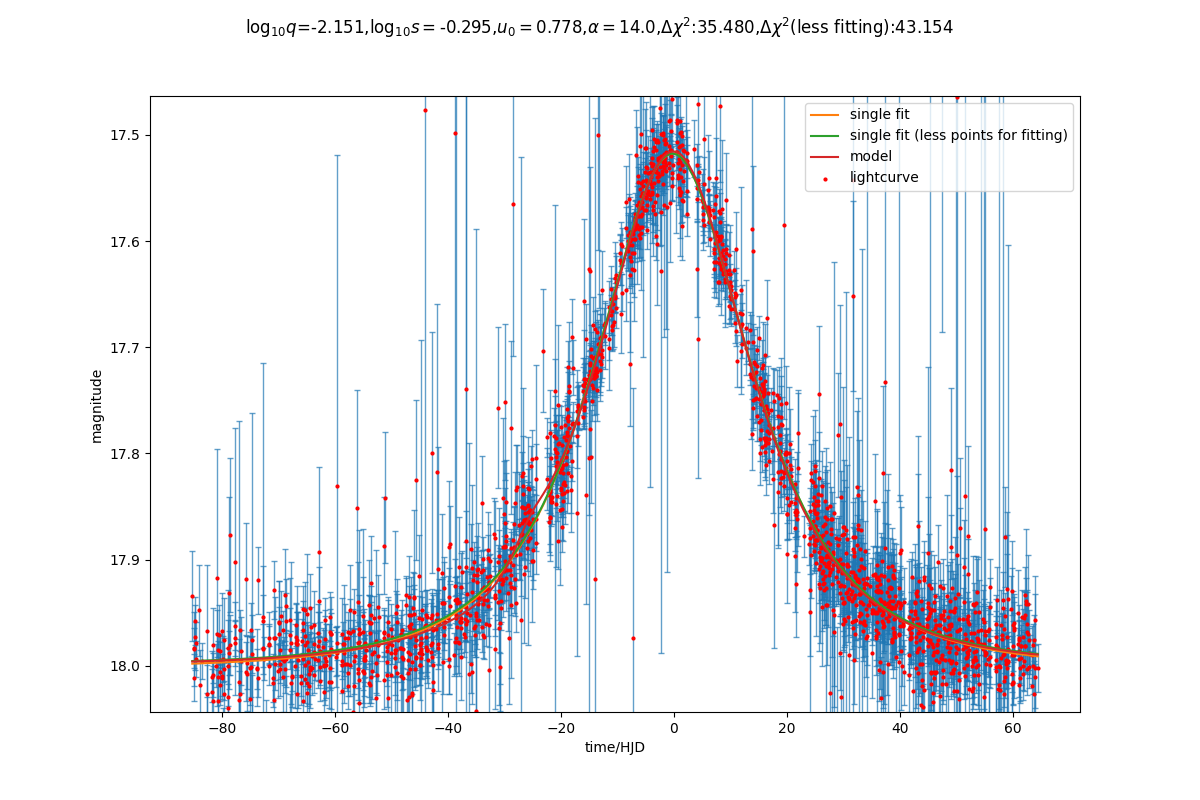 log₁₀q=-2.151,log₁₀s = -0.295,u₀ = 0.778,α = 14.0,Δχ²:35.480,Δχ²(less fitting):43.154
single fit
single fit (less points for fitting)
model
lightcurve
17.5
17.6
17.7
17.8
17.9
18.0
magnitude
−80
−60
−40
−20
0
20
40
60
time/HJD